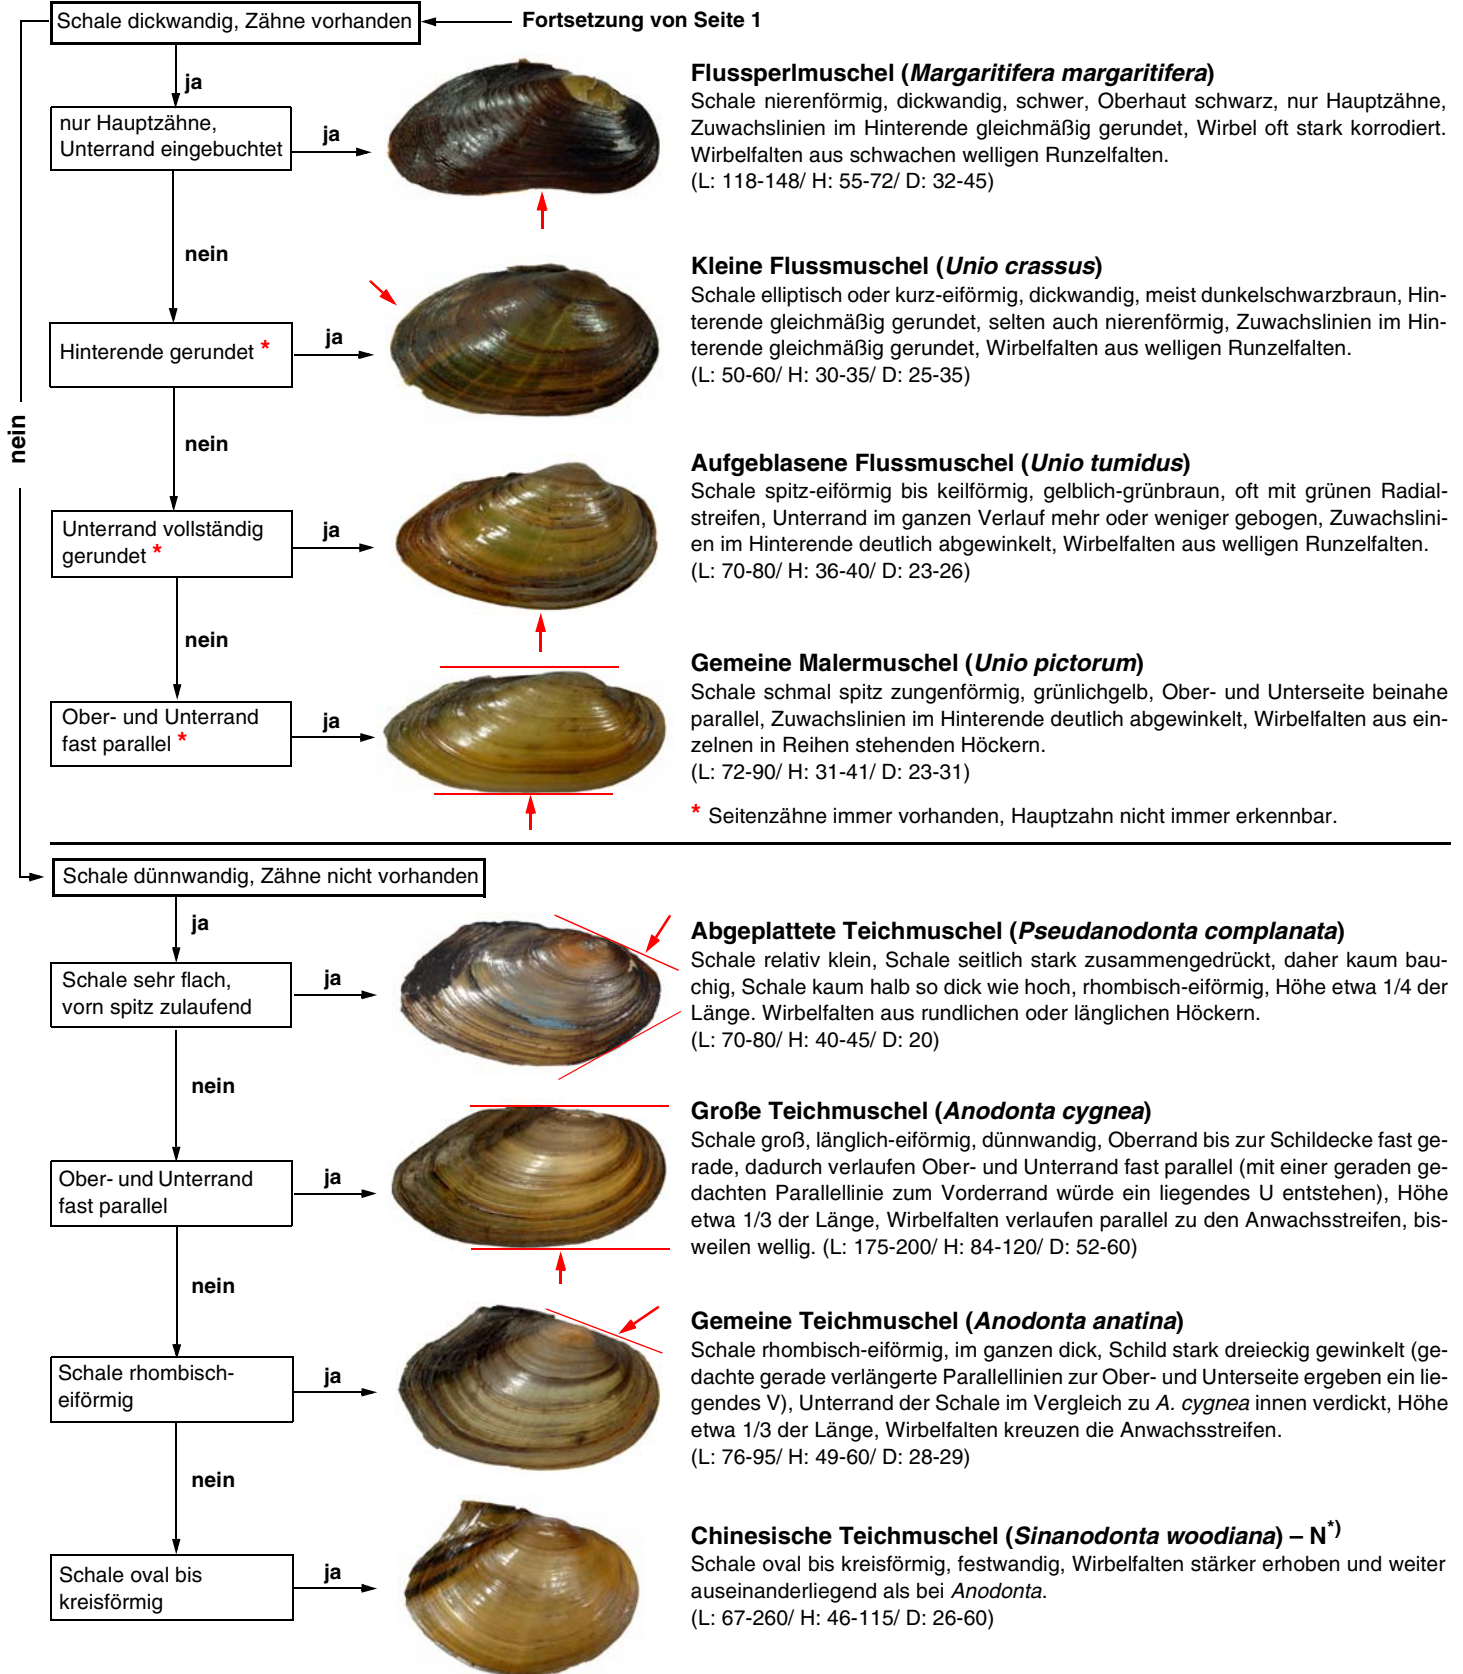 Schale dickwandig, Zähne vorhanden
Fortsetzung von Seite 1
ja
nur Hauptzähne,
Unterrand eingebuchtet
ja
Flussperlmuschel (Margaritifera margaritifera)
Schale nierenförmig, dickwandig, schwer, Oberhaut schwarz, nur Hauptzähne,
Zuwachslinien im Hinterende gleichmäßig gerundet, Wirbel oft stark korrodiert.
Wirbelfalten aus schwachen welligen Runzelfalten.
(L: 118-148/ H: 55-72/ D: 32-45)
nein
Hinterende gerundet *
ja
Kleine Flussmuschel (Unio crassus)
Schale elliptisch oder kurz-eiförmig, dickwandig, meist dunkelschwarzbraun, Hin-
terende gleichmäßig gerundet, selten auch nierenförmig, Zuwachslinien im Hin-
terende gleichmäßig gerundet, Wirbelfalten aus welligen Runzelfalten.
(L: 50-60/ H: 30-35/ D: 25-35)
nein
nein
Unterrand vollständig
gerundet *
ja
Aufgeblasene Flussmuschel (Unio tumidus)
Schale spitz-eiförmig bis keilförmig, gelblich-grünbraun, oft mit grünen Radial-
streifen, Unterrand im ganzen Verlauf mehr oder weniger gebogen, Zuwachslini-
en im Hinterende deutlich abgewinkelt, Wirbelfalten aus welligen Runzelfalten.
(L: 70-80/ H: 36-40/ D: 23-26)
nein
Ober- und Unterrand
fast parallel *
ja
Gemeine Malermuschel (Unio pictorum)
Schale schmal spitz zungenförmig, grünlichgelb, Ober- und Unterseite beinahe
parallel, Zuwachslinien im Hinterende deutlich abgewinkelt, Wirbelfalten aus ein-
zelnen in Reihen stehenden Höckern.
(L: 72-90/ H: 31-41/ D: 23-31)
* Seitenzähne immer vorhanden, Hauptzahn nicht immer erkennbar.
Schale dünnwandig, Zähne nicht vorhanden
ja
Schale sehr flach,
vorn spitz zulaufend
ja
Abgeplattete Teichmuschel (Pseudanodonta complanata)
Schale relativ klein, Schale seitlich stark zusammengedrückt, daher kaum bau-
chig, Schale kaum halb so dick wie hoch, rhombisch-eiförmig, Höhe etwa 1/4 der
Länge. Wirbelfalten aus rundlichen oder länglichen Höckern.
(L: 70-80/ H: 40-45/ D: 20)
nein
Ober- und Unterrand
fast parallel
ja
Große Teichmuschel (Anodonta cygnea)
Schale groß, länglich-eiförmig, dünnwandig, Oberrand bis zur Schildecke fast ge-
rade, dadurch verlaufen Ober- und Unterrand fast parallel (mit einer geraden ge-
dachten Parallellinie zum Vorderrand würde ein liegendes U entstehen), Höhe
etwa 1/3 der Länge, Wirbelfalten verlaufen parallel zu den Anwachsstreifen, bis-
weilen wellig. (L: 175-200/ H: 84-120/ D: 52-60)
nein
Schale rhombisch-
eiförmig
ja
Gemeine Teichmuschel (Anodonta anatina)
Schale rhombisch-eiförmig, im ganzen dick, Schild stark dreieckig gewinkelt (ge-
dachte gerade verlängerte Parallellinien zur Ober- und Unterseite ergeben ein lie-
gendes V), Unterrand der Schale im Vergleich zu A. cygnea innen verdickt, Höhe
etwa 1/3 der Länge, Wirbelfalten kreuzen die Anwachsstreifen.
(L: 76-95/ H: 49-60/ D: 28-29)
nein
Schale oval bis
kreisförmig
ja
Chinesische Teichmuschel (Sinanodonta woodiana) – N*)
Schale oval bis kreisförmig, festwandig, Wirbelfalten stärker erhoben und weiter
auseinanderliegend als bei Anodonta.
(L: 67-260/ H: 46-115/ D: 26-60)